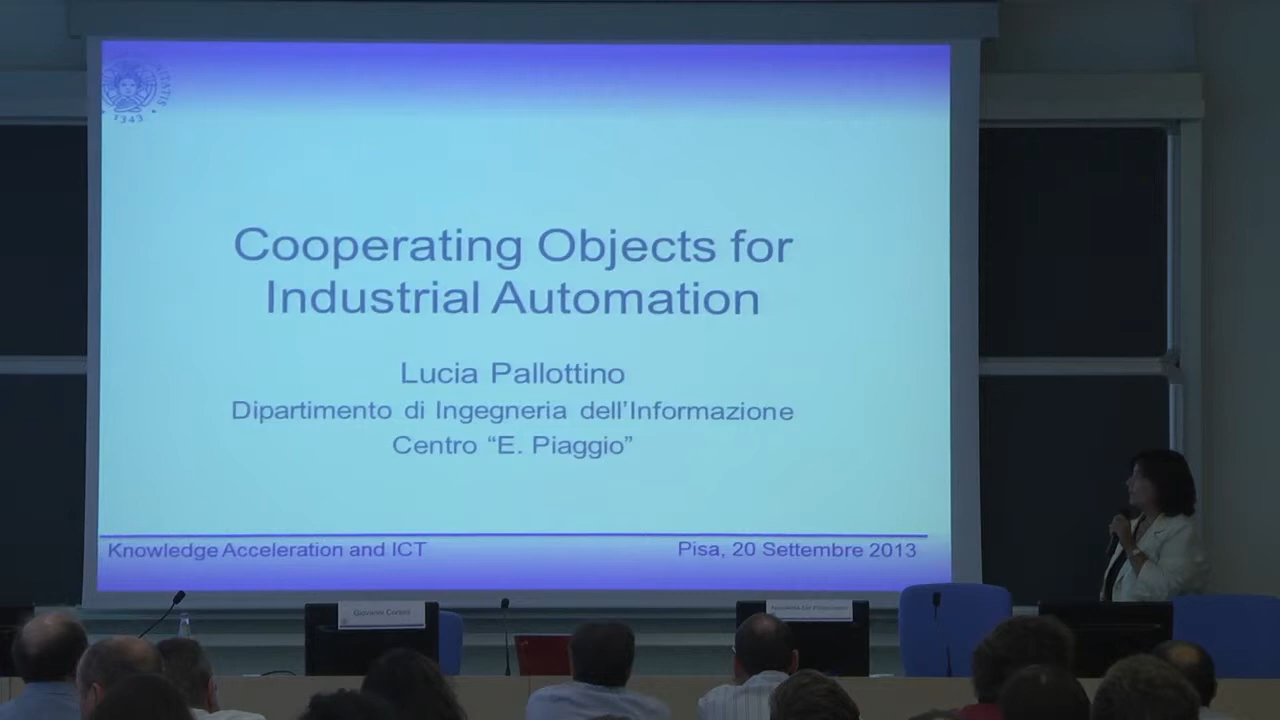 1343
Cooperating Objects for
Industrial Automation
Lucia Pallottino
Dipartimento di Ingegneria dell'Informazione
Centro “E. Piaggio”
Knowledge Acceleration and ICT
Pisa, 20 Settembre 2013
Giovanni